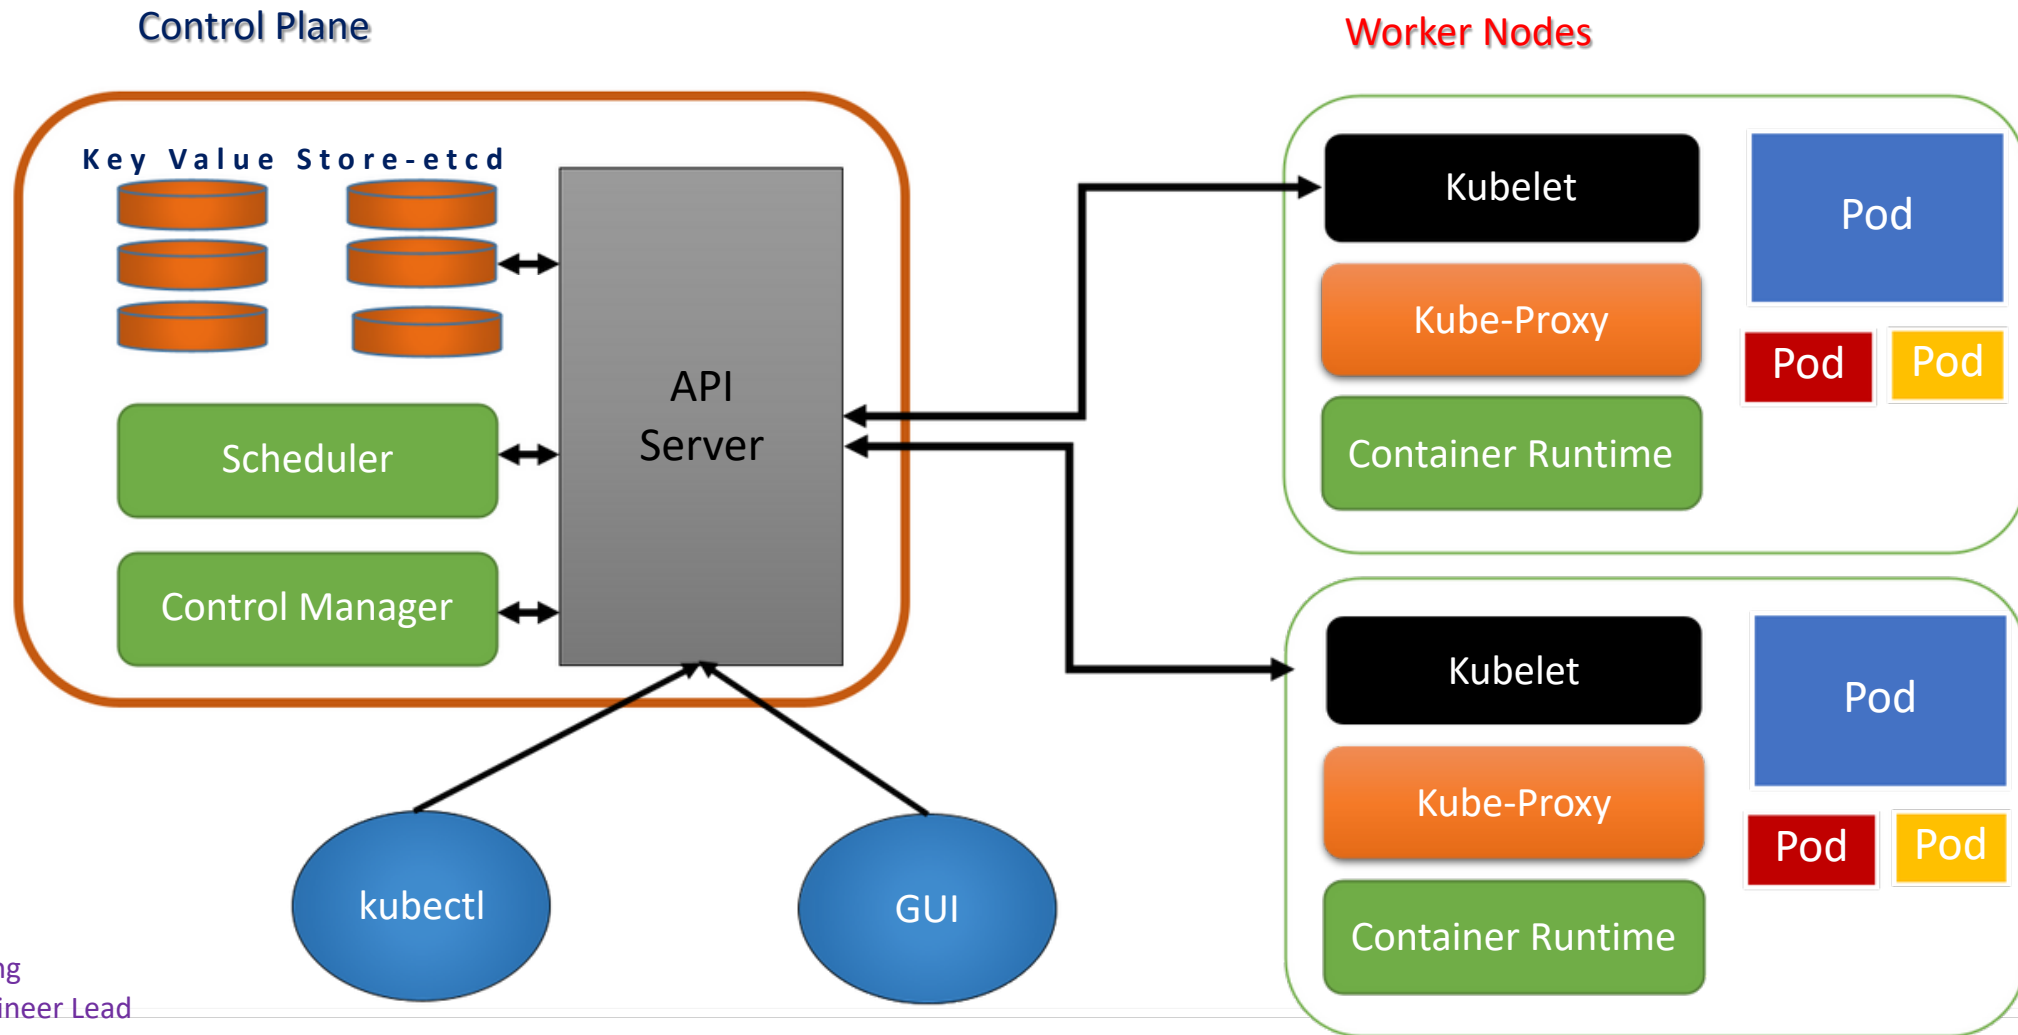 Control Plane
Worker Nodes
Key Value Store-etcd
API
Server
Scheduler
Control Manager
kubectl
GUI
Kubelet
Kube-Proxy
Container Runtime
Pod
Pod
Pod
Kubelet
Kube-Proxy
Container Runtime
Pod
Pod
Pod
Lead